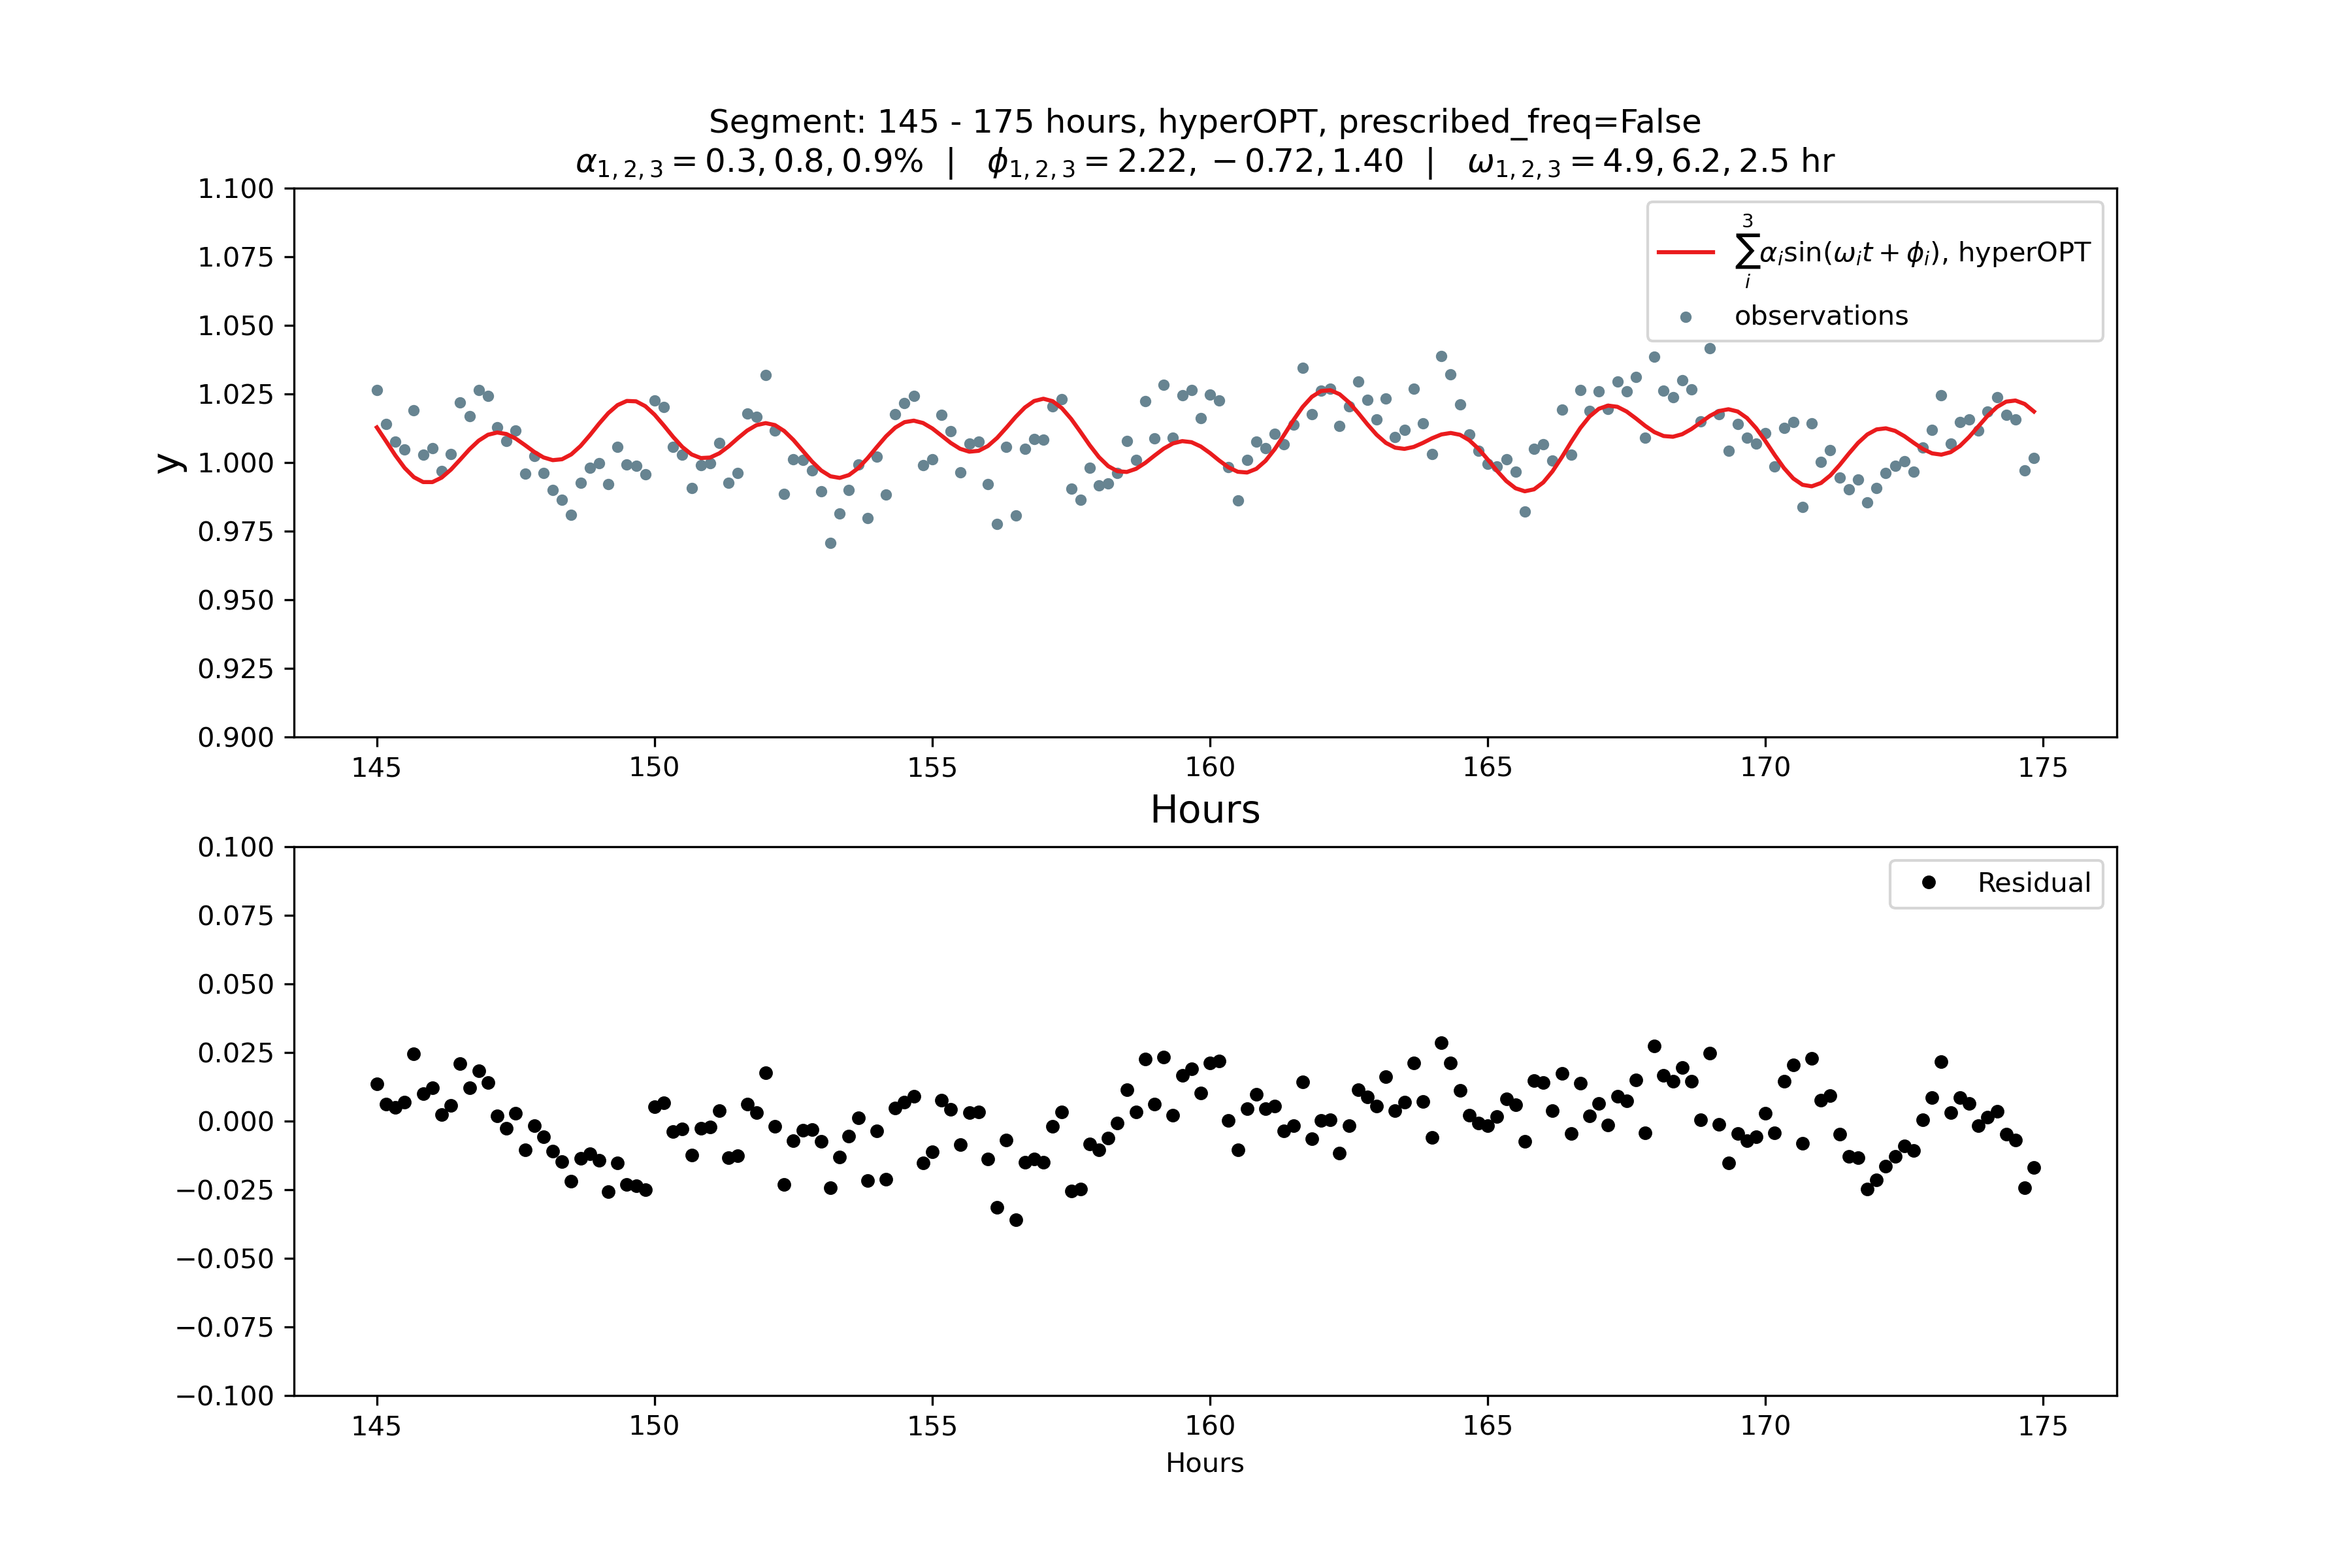 Segment: 145 - 175 hours, hyperOPT, prescribed_freq=False
α1,2,3 = 0.3, 0.8, 0.9% | ϕ1,2,3 = 2.22, −0.72, 1.40 | ω1,2,3 = 4.9, 6.2, 2.5 hr
1.100
1.075
1.050
1.025
1.000
0.975
0.950
0.925
0.900
y
3
∑ αi sin(ωi t + ϕi), hyperOPT
i
observations
145 150 155 160 165 170 175
Hours
0.100
0.075
0.050
0.025
0.000
−0.025
−0.050
−0.075
−0.100
Residual
145 150 155 160 165 170 175
Hours